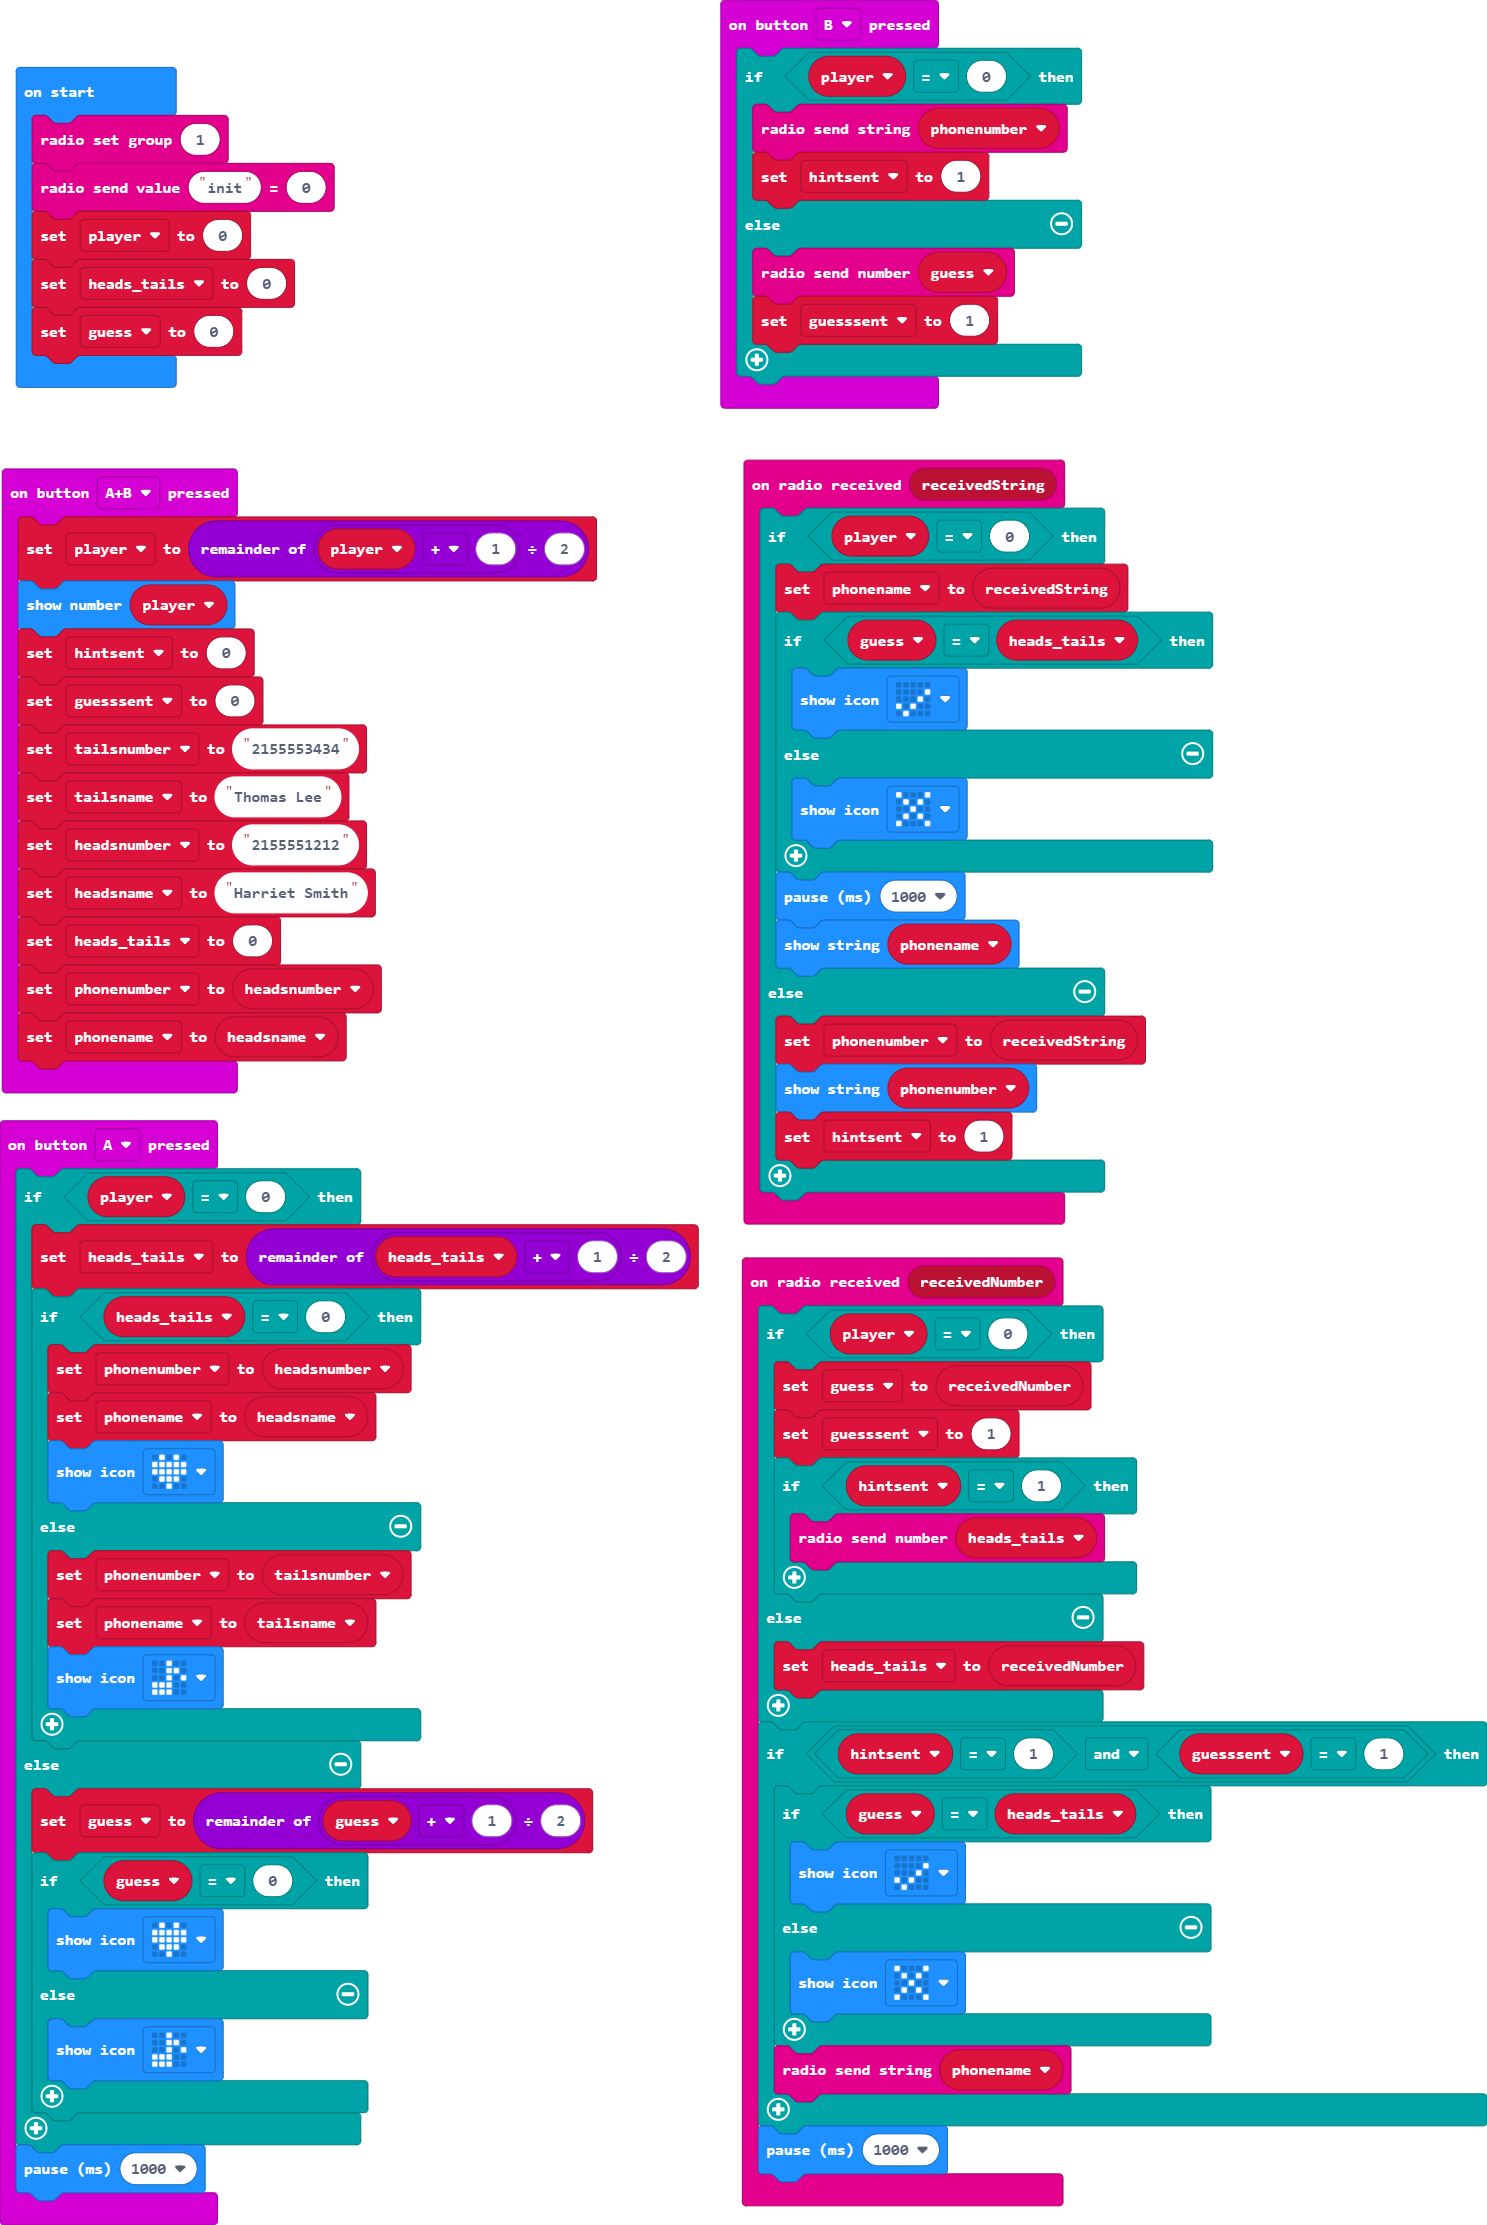 on start
radio set group 1
radio send value "init" = 0
set player to 0
set heads_tails to 0
set guess to 0
on button A+B pressed
set player to remainder of player + 1 ÷ 2
show number player
set hintsent to 0
set guesssent to 0
set tailsnumber to "2155553434"
set tailsname to "Thomas Lee"
set headsnumber to "2155551212"
set headsname to "Harriet Smith"
set heads_tails to 0
set phonenumber to headsnumber
set phonename to headsname
on button A pressed
if player = 0 then
set heads_tails to remainder of heads_tails + 1 ÷ 2
if heads_tails = 0 then
set phonenumber to headsnumber
set phonename to headsname
show icon
else
set phonenumber to tailsnumber
set phonename to tailsname
show icon
else
set guess to remainder of guess + 1 ÷ 2
if guess = 0 then
show icon
else
show icon
pause (ms) 1000
on button B pressed
if player = 0 then
radio send string phonenumber
set hintsent to 1
else
radio send number guess
set guesssent to 1
on radio received receivedString
if player = 0 then
set phonename to receivedString
if guess = heads_tails then
show icon
else
show icon
pause (ms) 1000
show string phonename
else
set phonenumber to receivedString
show string phonenumber
set hintsent to 1
on radio received receivedNumber
if player = 0 then
set guess to receivedNumber
set guesssent to 1
if hintsent = 1 then
radio send number heads_tails
else
set heads_tails to receivedNumber
if hintsent = 1 and guesssent = 1 then
if guess = heads_tails then
show icon
else
show icon
radio send string phonename
pause (ms) 1000